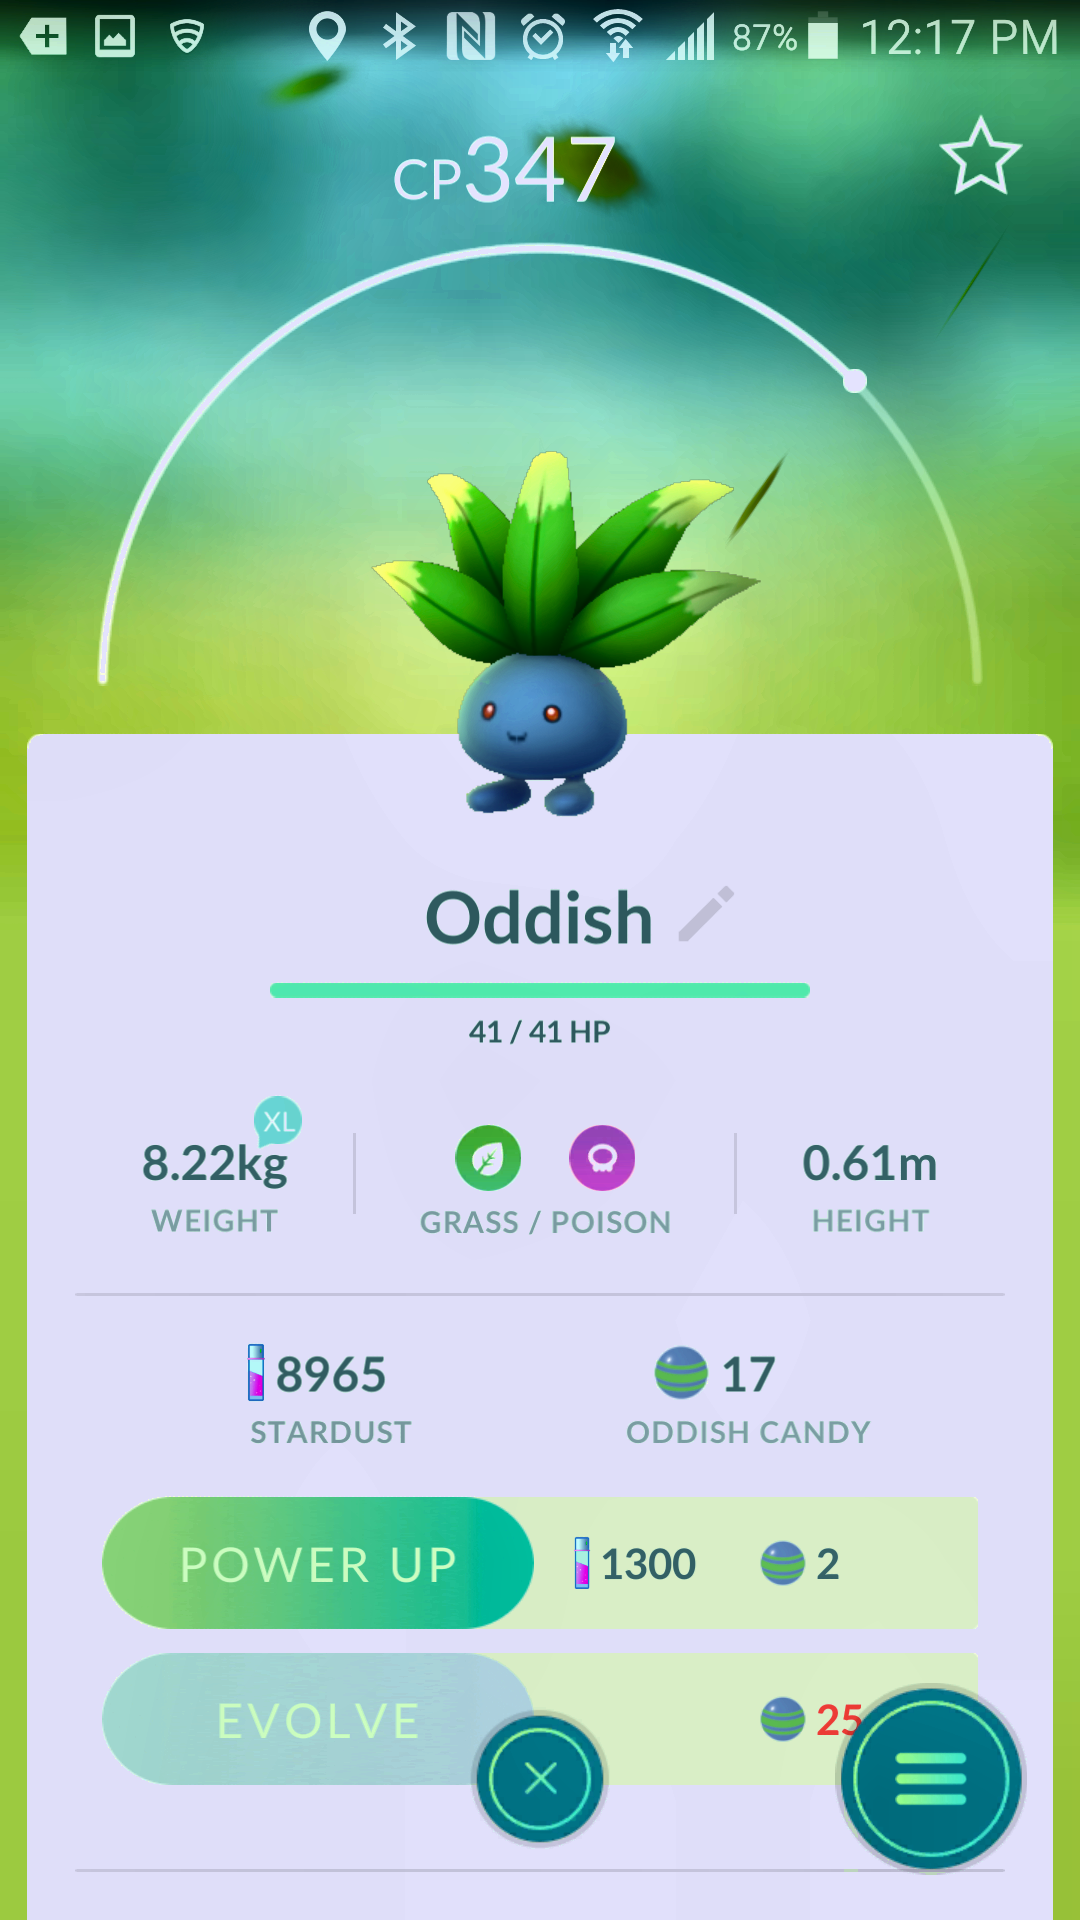 87% 12:17 PM
CP347
Oddish
41 / 41 HP
XL
8.22kg
0.61m
WEIGHT
GRASS / POISON
HEIGHT
8965
17
STARDUST
ODDISH CANDY
POWER UP 1300 2
EVOLVE 25